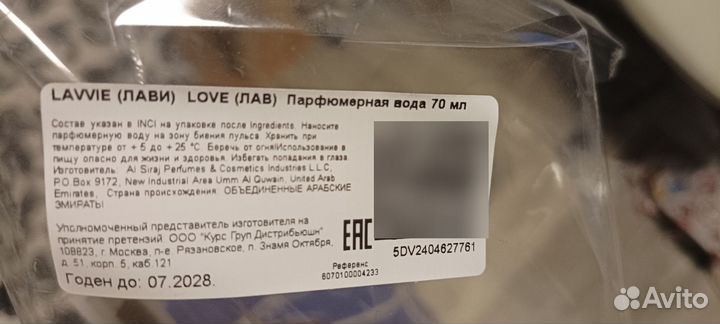 LAVVIE (ЛАВИ) LOVE (ЛАВ) Парфюмерная вода 70 мл
Состав указан в INCI на упаковке после Ingredients. Наносите
парфюмерную воду на зону биения пульса. Хранить при
температуре от + 5 до + 25 °C. Беречь от огня!Использование в
пищу опасно для жизни и здоровья. Избегать попадания в глаза.
Изготовитель: Al Siraj Perfumes & Cosmetics Industries L.L.C,
PO Box 9172, New Industrial Area Umm Al Quwain, United Arab
Emirates, Страна происхождения: ОБЪЕДИНЕННЫЕ АРАБСКИЕ
ЭМИРАТЫ
Уполномоченный представитель изготовителя на
принятие претензий: ООО "Курс Груп Дистрибьюшн"
108823, г. Москва, п-е. Рязановское, п. Знамя Октября,
д. 51, корп. 5, каб.121
Годен до: 07.2028.
EAC
5DV2404627761
Референс
6070100004233
Avito